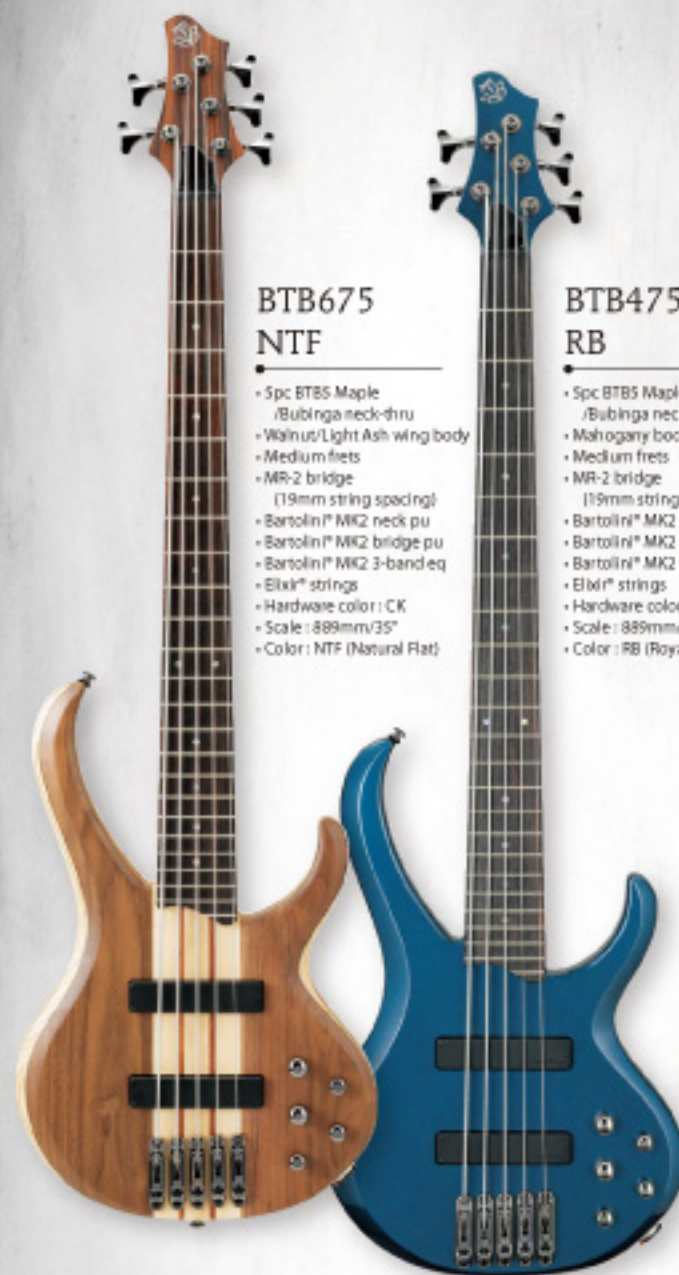 BTB675
NTF
• 5pc BTB5 Maple
/Bubinga neck-thru
• Walnut/Light Ash wing body
• Medium frets
• MR-2 bridge
(19mm string spacing)
• Bartolini® MK2 neck pu
• Bartolini® MK2 bridge pu
• Bartolini® MK2 3-band eq
• Elixir® strings
• Hardware color : CK
• Scale : 889mm/35"
• Color : NTF (Natural Flat)
BTB475
RB
• 5pc BTB5 Maple
/Bubinga nec
• Mahogany bod
• Medium frets
• MR-2 bridge
(19mm string
• Bartolini® MK2
• Bartolini® MK2
• Bartolini® MK2
• Elixir® strings
• Hardware color
• Scale : 889mm/
• Color : RB (Roya